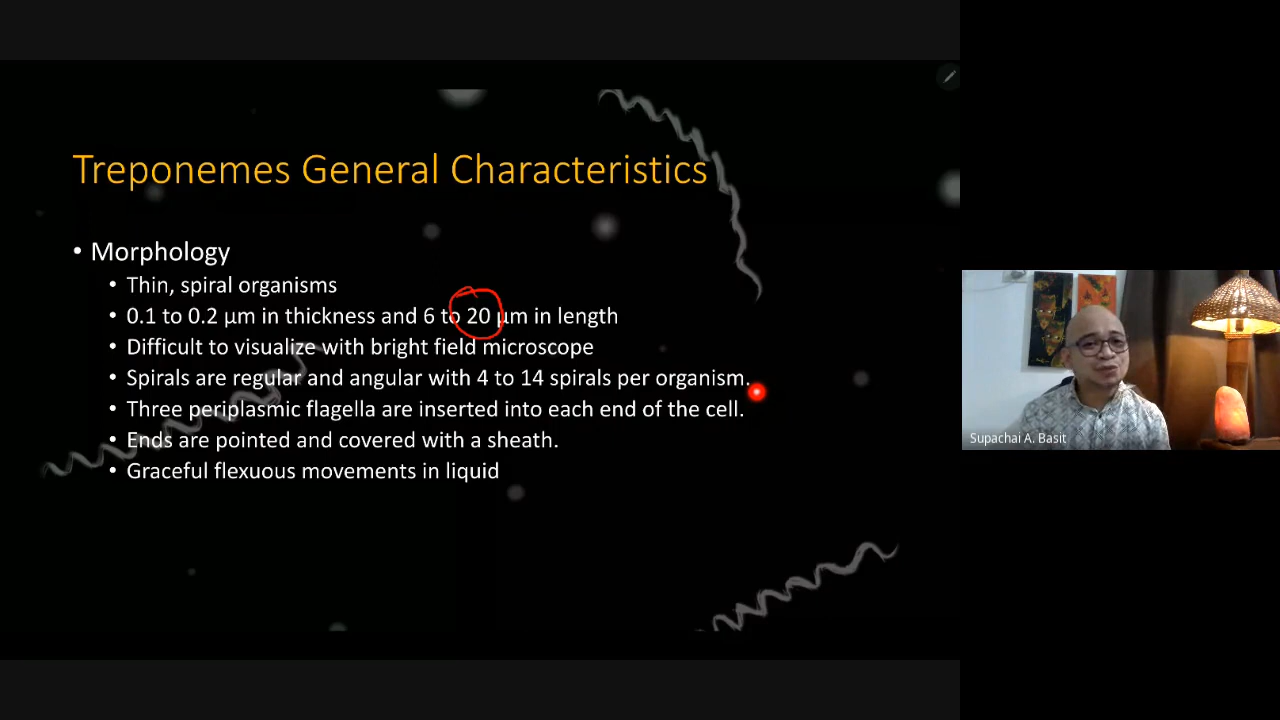 Treponemes General Characteristics
• Morphology
• Thin, spiral organisms
• 0.1 to 0.2 µm in thickness and 6 to 20 µm in length
• Difficult to visualize with bright field microscope
• Spirals are regular and angular with 4 to 14 spirals per organism.
• Three periplasmic flagella are inserted into each end of the cell.
• Ends are pointed and covered with a sheath.
• Graceful flexuous movements in liquid
Supachai A. Basit